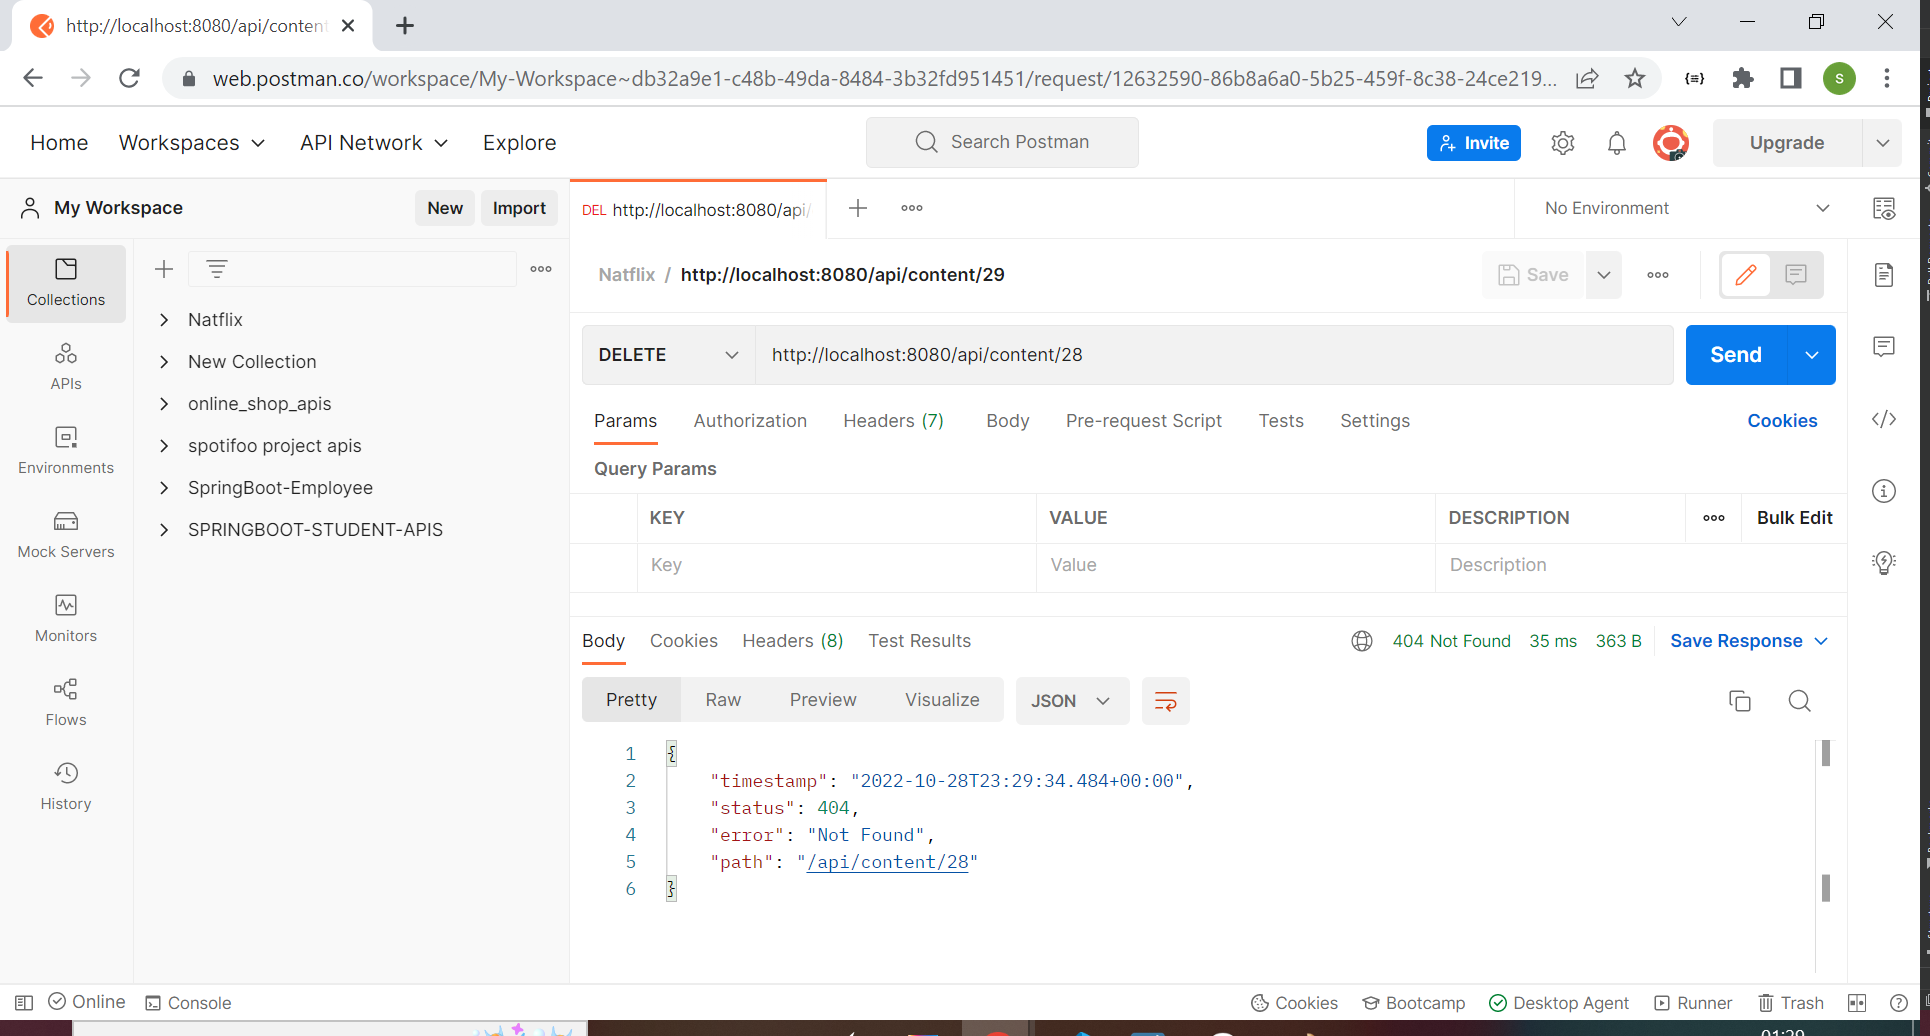 http://localhost:8080/api/conten
web.postman.co/workspace/My-Workspace~db32a9e1-c48b-49da-8484-3b32fd951451/request/12632590-86b8a6a0-5b25-459f-8c38-24ce219...
S
Home Workspaces API Network Explore Search Postman Invite Upgrade
My Workspace New Import DEL http://localhost:8080/api/ No Environment
Natflix / http://localhost:8080/api/content/29 Save
Collections
APIs
Environments
Mock Servers
Monitors
Flows
History
Natflix
New Collection
online_shop_apis
spotifoo project apis
SpringBoot-Employee
SPRINGBOOT-STUDENT-APIS
DELETE http://localhost:8080/api/content/28 Send
Params Authorization Headers (7) Body Pre-request Script Tests Settings Cookies
Query Params
KEY VALUE DESCRIPTION Bulk Edit
Key Value Description
Body Cookies Headers (8) Test Results 404 Not Found 35 ms 363 B Save Response
Pretty Raw Preview Visualize JSON
1 {
2 "timestamp": "2022-10-28T23:29:34.484+00:00",
3 "status": 404,
4 "error": "Not Found",
5 "path": "/api/content/28"
6 }
Online Console Cookies Bootcamp Desktop Agent Runner Trash